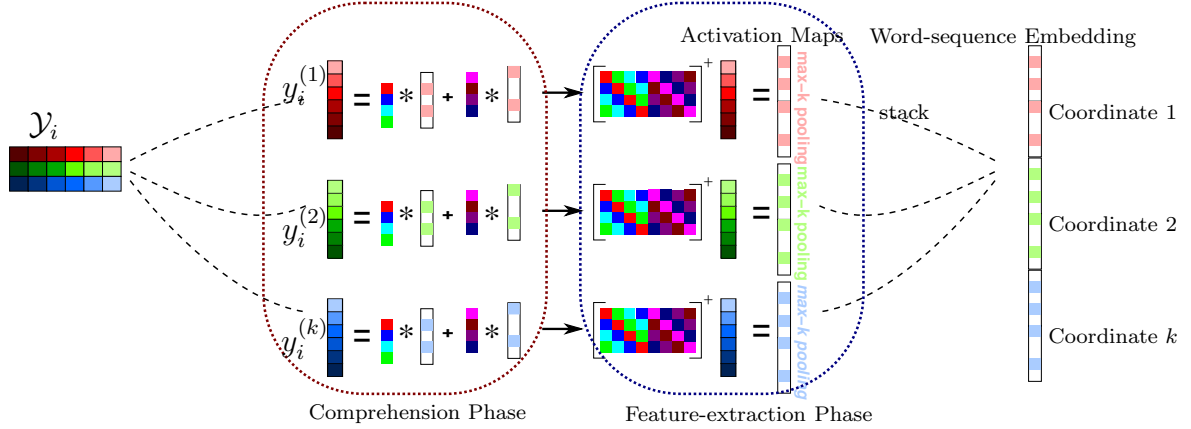 Activation Maps
Word-sequence Embedding
𝒴ᵢ
yᵢ⁽¹⁾ = * + *
+ =
max-k pooling
stack
Coordinate 1
yᵢ⁽²⁾ = * + *
+ =
max-k pooling
Coordinate 2
yᵢ⁽ᵏ⁾ = * + *
+ =
max-k pooling
Coordinate k
Comprehension Phase
Feature-extraction Phase